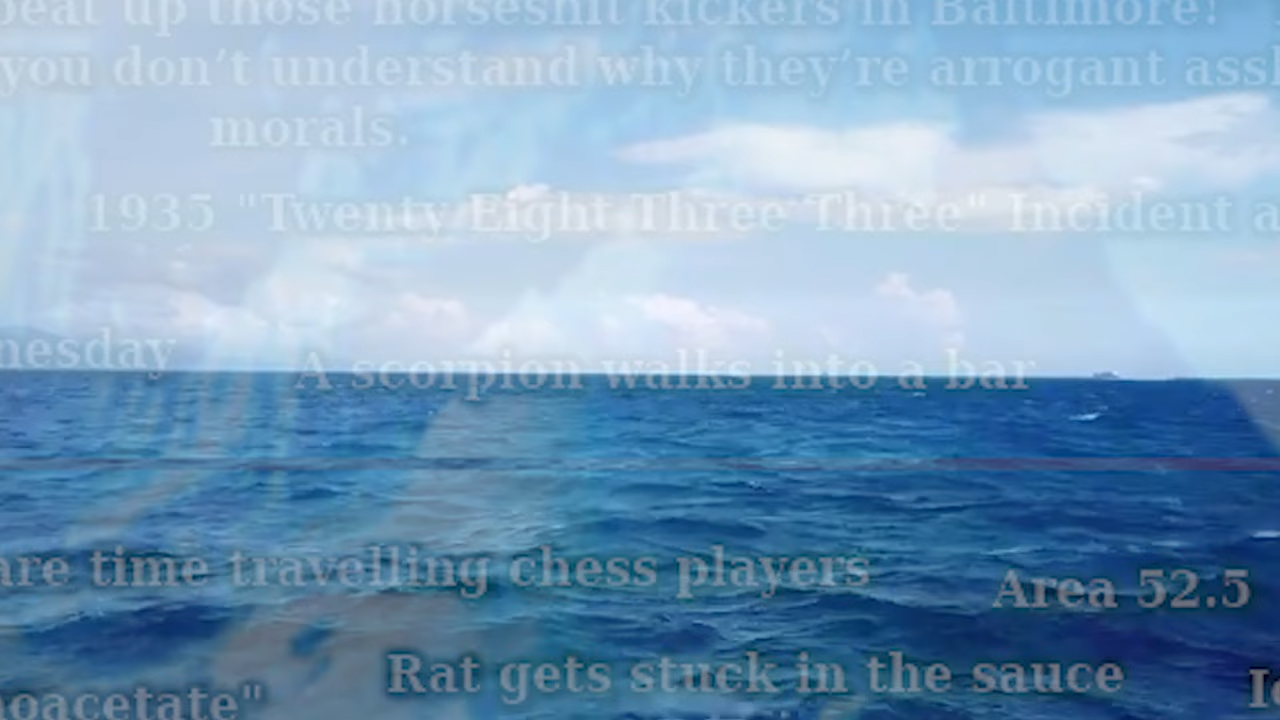 beat up those horseshit kickers in Baltimore!
you don’t understand why they’re arrogant
morals.
1935 "Twenty Eight Three Three" Incident a
nesday
A scorpion walks into a bar
are time travelling chess players
Area 52.5
Rat gets stuck in the sauce
oacetate"